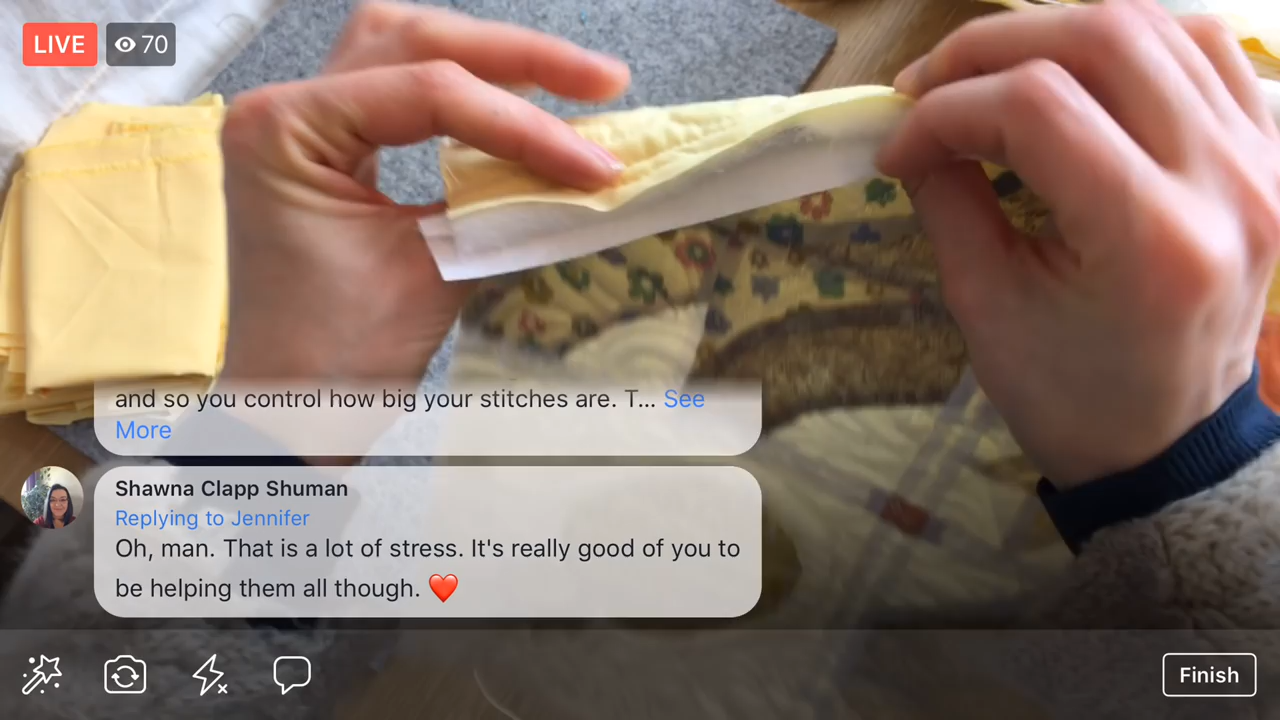 LIVE
70
and so you control how big your stitches are. T... See
More
Shawna Clapp Shuman
Replying to Jennifer
Oh, man. That is a lot of stress. It's really good of you to
be helping them all though. ❤️
Finish